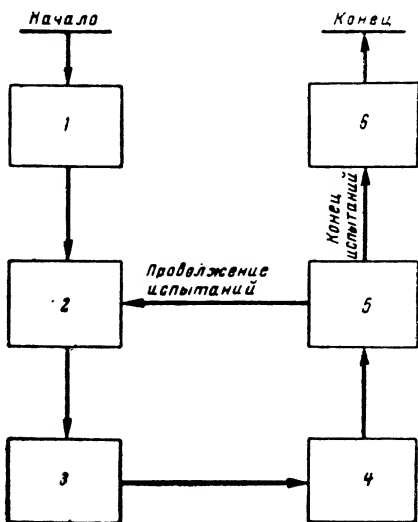 Начало
Конец
1
6
Конец
испытаний
Продолжение
испытаний
2
5
3
4